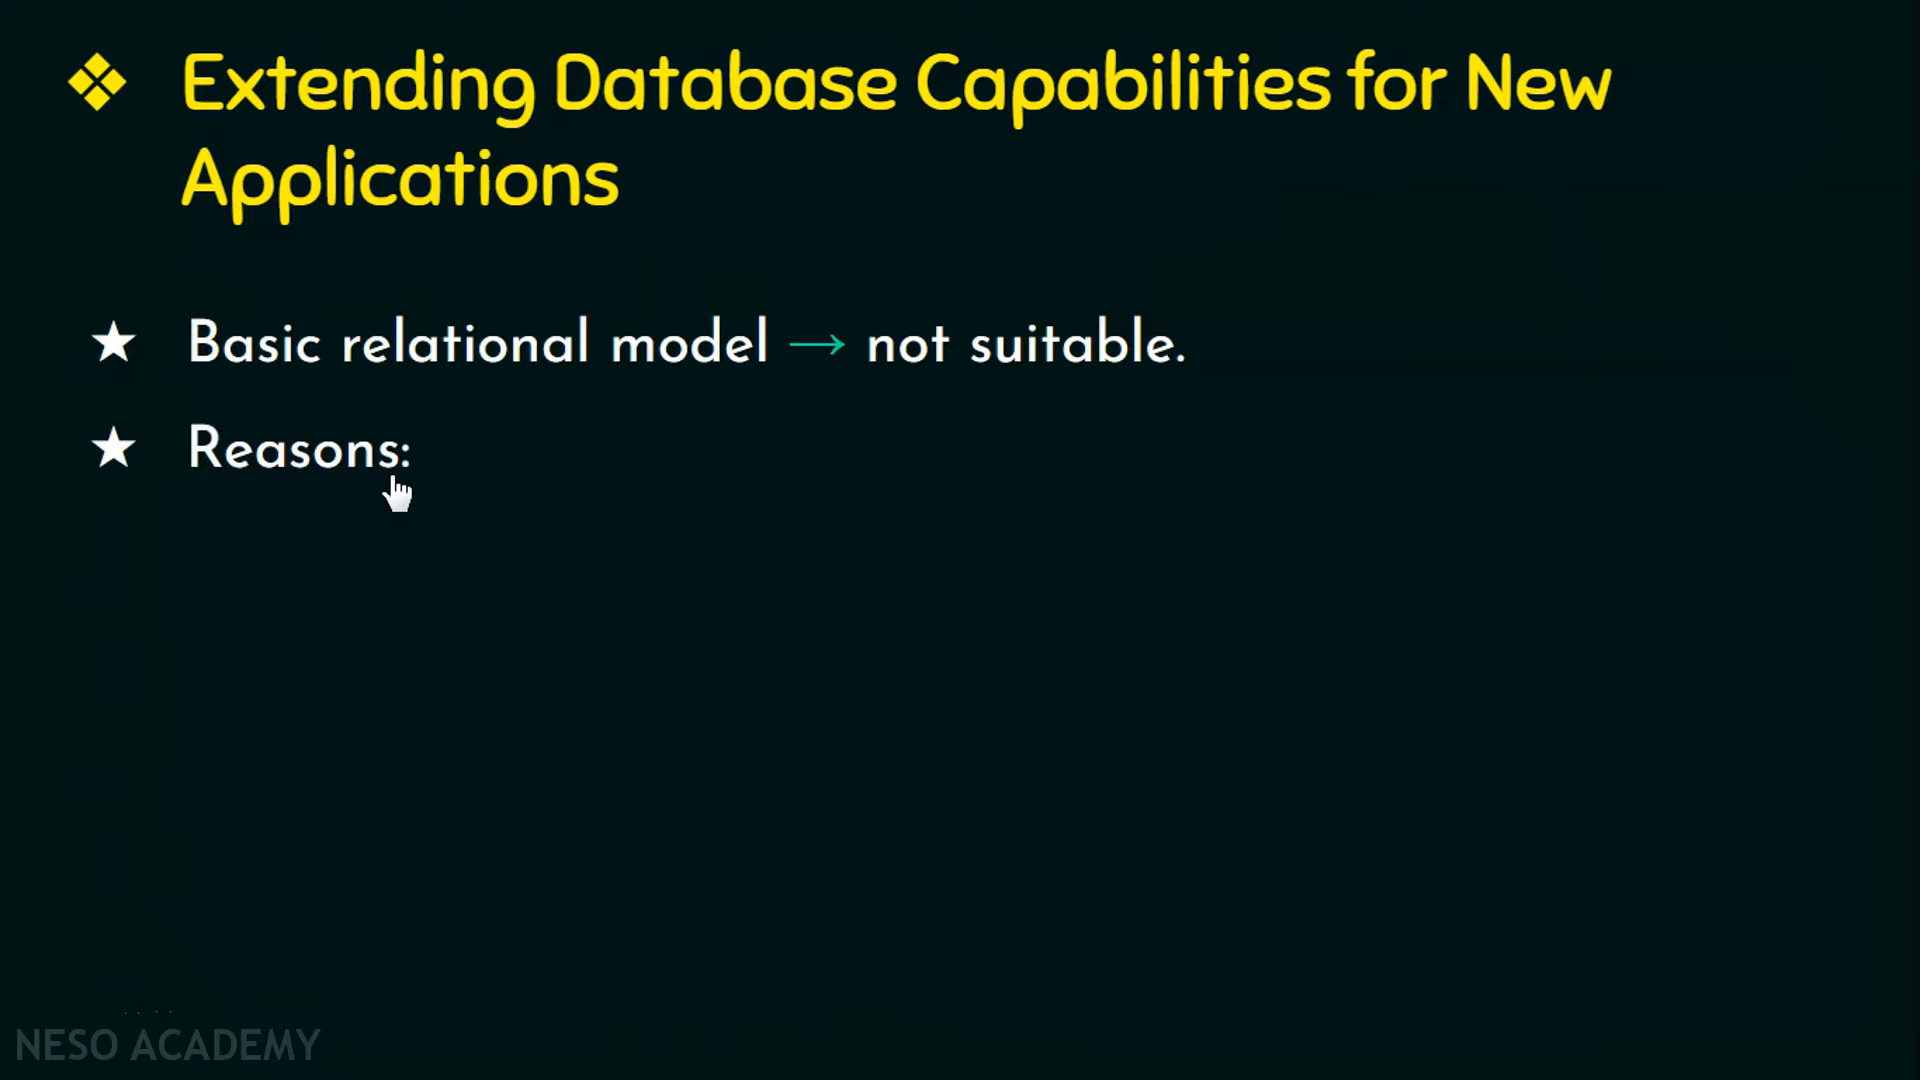 ❖ Extending Database Capabilities for New
Applications
★ Basic relational model → not suitable.
★ Reasons:
NESO ACADEMY